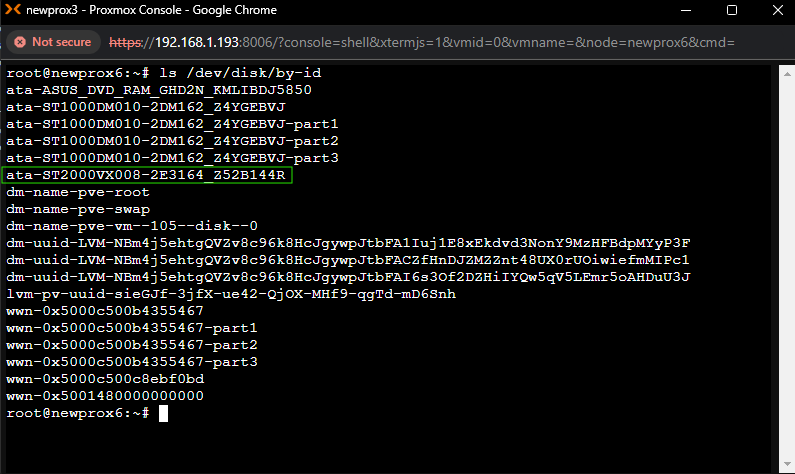 newprox3 - Proxmox Console - Google Chrome
Not secure https://192.168.1.193:8006/?console=shell&xtermjs=1&vmid=0&vmname=&node=newprox6&cmd=
root@newprox6:~# ls /dev/disk/by-id
ata-ASUS_DVD_RAM_GHD2N_KMLIBDJ5850
ata-ST1000DM010-2DM162_Z4YGEBVJ
ata-ST1000DM010-2DM162_Z4YGEBVJ-part1
ata-ST1000DM010-2DM162_Z4YGEBVJ-part2
ata-ST1000DM010-2DM162_Z4YGEBVJ-part3
ata-ST2000VX008-2E3164_Z52B144R
dm-name-pve-root
dm-name-pve-swap
dm-name-pve-vm--105--disk--0
dm-uuid-LVM-NBm4j5ehtgQVZv8c96k8HcJgywpJtbFA1Iuj1E8xEkdvd3NonY9MzHFBdpMYyP3F
dm-uuid-LVM-NBm4j5ehtgQVZv8c96k8HcJgywpJtbFACZfHnDJZMZZnt48UX0rUOiwiefmMIPc1
dm-uuid-LVM-NBm4j5ehtgQVZv8c96k8HcJgywpJtbFAI6s3Of2DZHiIYQw5qV5LEmr5oAHDuU3J
lvm-pv-uuid-sieGJf-3jfX-ue42-QjOX-MHf9-qgTd-mD6Snh
wwn-0x5000c500b4355467
wwn-0x5000c500b4355467-part1
wwn-0x5000c500b4355467-part2
wwn-0x5000c500b4355467-part3
wwn-0x5000c500c8ebf0bd
wwn-0x5001480000000000
root@newprox6:~#